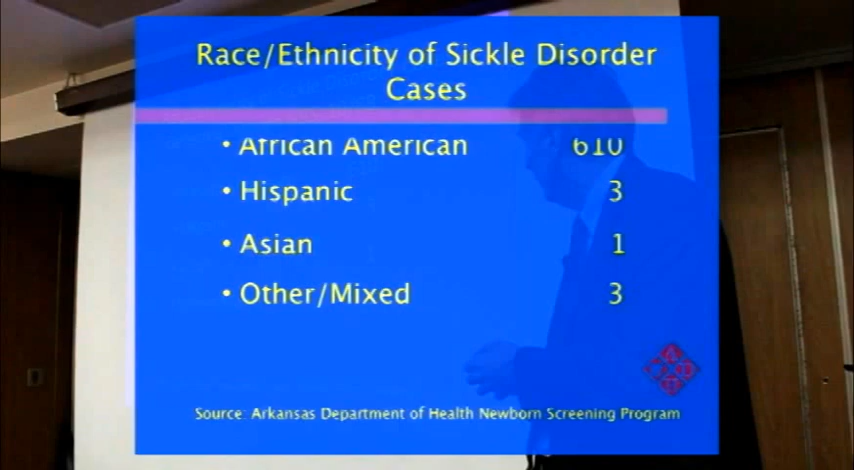 Race/Ethnicity of Sickle Disorder
Cases
• African American 610
• Hispanic 3
• Asian 1
• Other/Mixed 3
Source: Arkansas Department of Health Newborn Screening Program